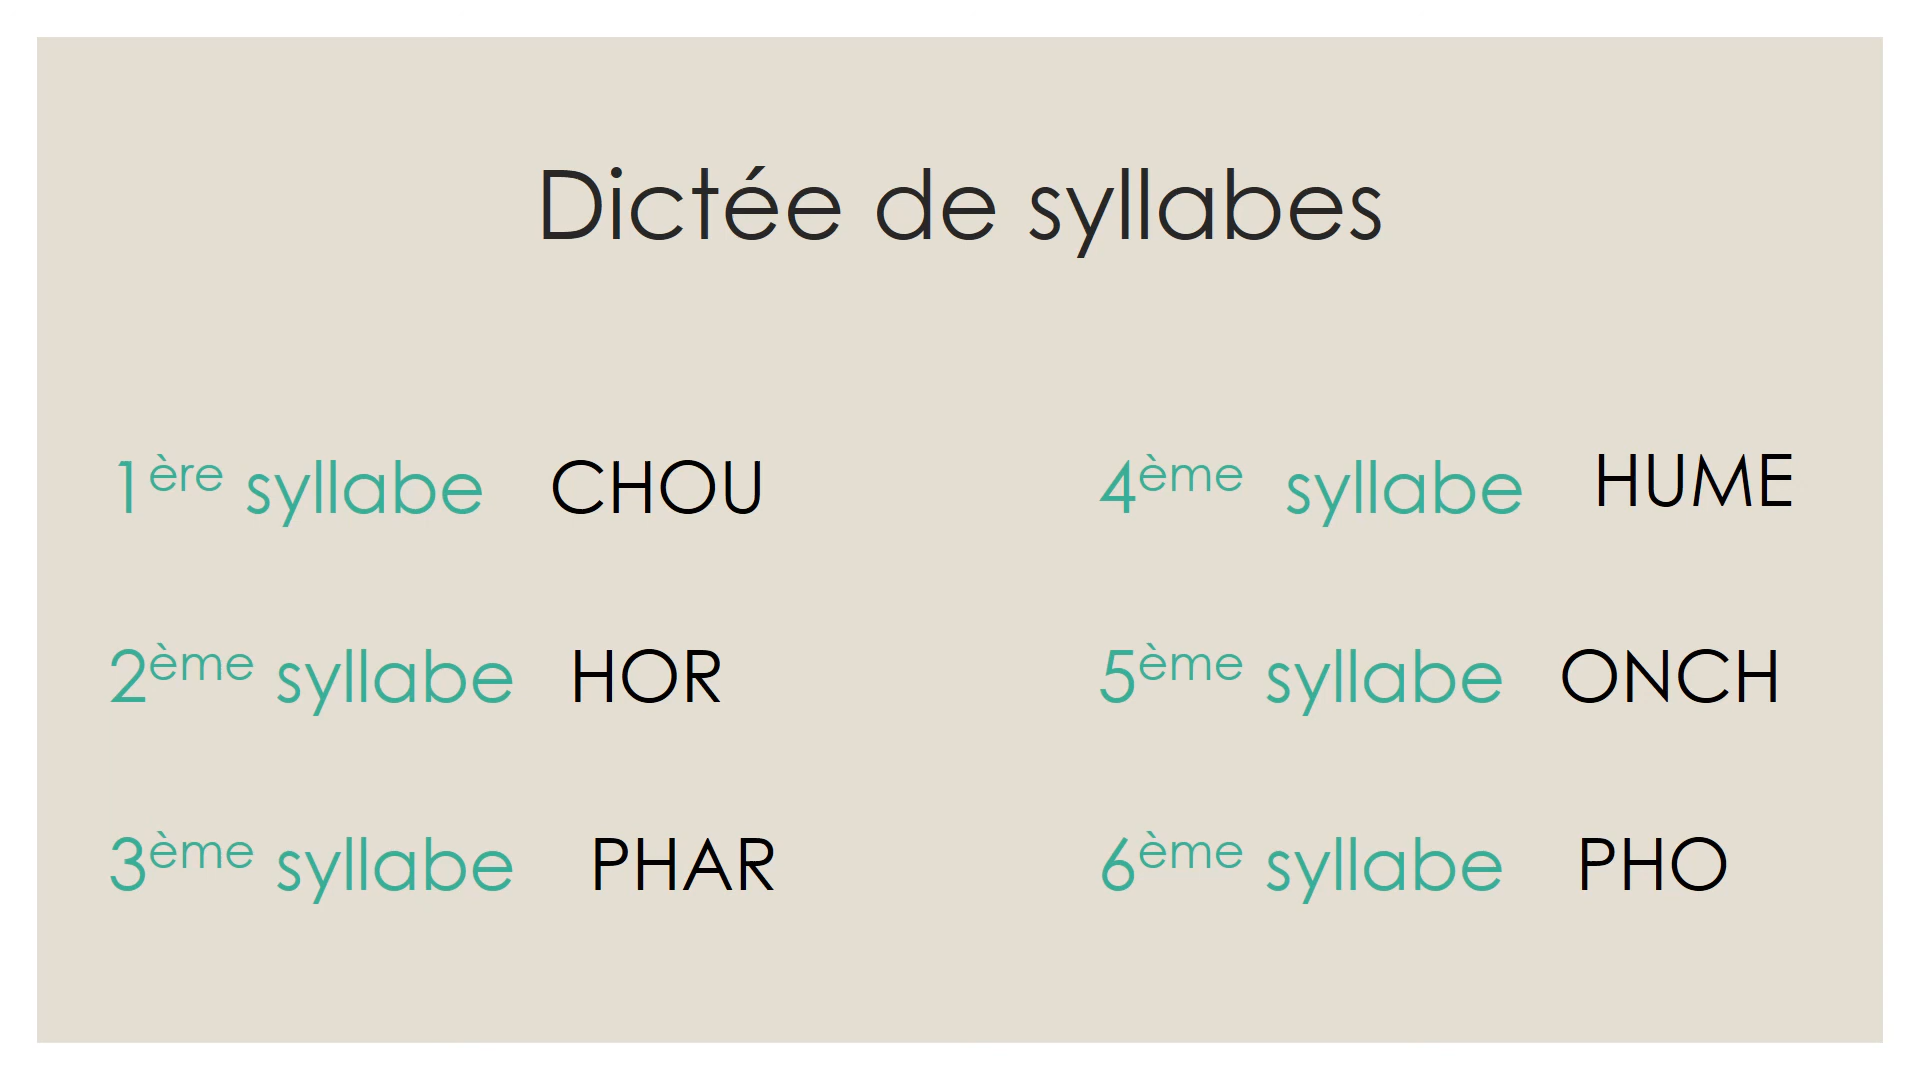 Dictée de syllabes
1ère syllabe CHOU
2ème syllabe HOR
3ème syllabe PHAR
4ème syllabe HUME
5ème syllabe ONCH
6ème syllabe PHO